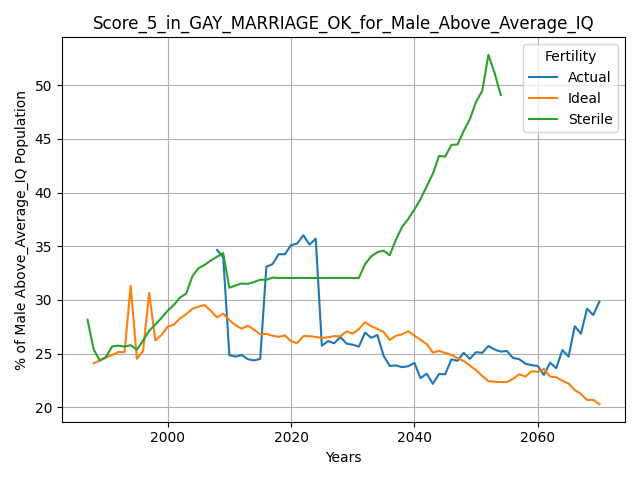 Score_5_in_GAY_MARRIAGE_OK_for_Male_Above_Average_IQ
% of Male Above_Average_IQ Population
50
45
40
35
30
25
20
2000
2020
2040
2060
Years
Fertility
Actual
Ideal
Sterile